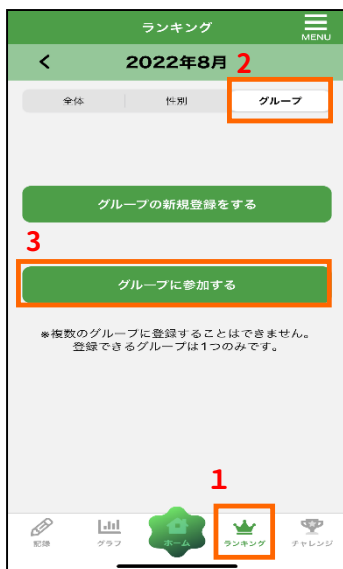 ランキング
MENU
2022年8月
2
全体
性別
グループ
グループの新規登録をする
3
グループに参加する
※複数のグループに登録することはできません。
登録できるグループは1つのみです。
1
記録
グラフ
ホーム
ランキング
チャレンジ